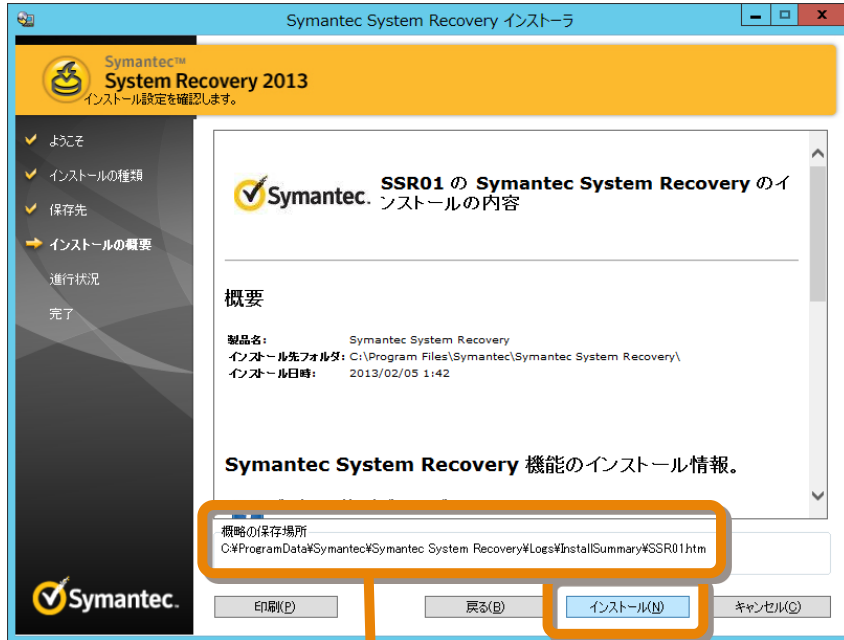 Symantec System Recovery インストーラ
Symantec™
System Recovery 2013
インストール設定を確認します。
ようこそ
インストールの種類
保存先
インストールの概要
進行状況
完了
Symantec.
SSR01 の Symantec System Recovery のイ
ンストールの内容
概要
製品名: Symantec System Recovery
インストール先フォルダ: C:\Program Files\Symantec\Symantec System Recovery\
インストール日時: 2013/02/05 1:42
Symantec System Recovery 機能のインストール情報。
概略の保存場所
C:¥ProgramData¥Symantec¥Symantec System Recovery¥Logs¥InstallSummary¥SSR01.htm
Symantec.
印刷(P)
戻る(B)
インストール(N)
キャンセル(C)